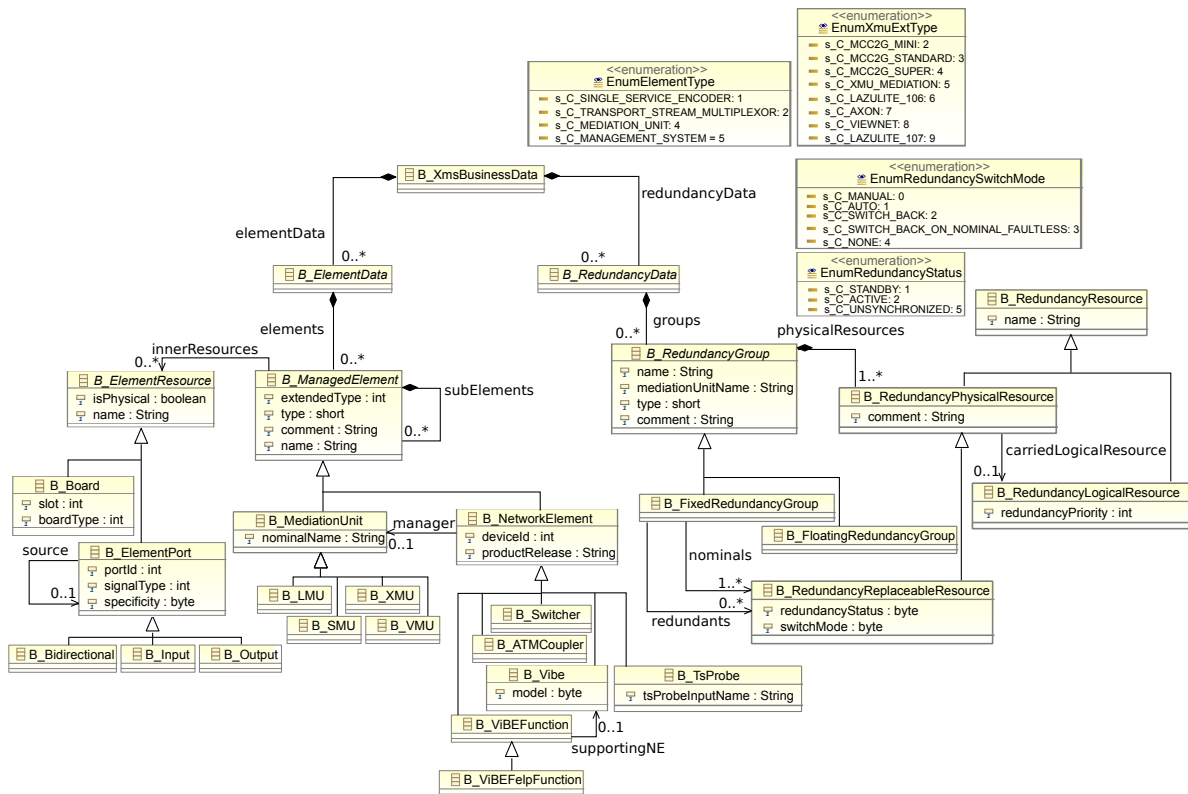 <<enumeration>>
EnumXmuExtType
s_C_MCC2G_MINI: 2
s_C_MCC2G_STANDARD: 3
s_C_MCC2G_SUPER: 4
s_C_XMU_MEDIATION: 5
s_C_LAZULITE_106: 6
s_C_AXON: 7
s_C_VIEWNET: 8
s_C_LAZULITE_107: 9
<<enumeration>>
EnumElementType
s_C_SINGLE_SERVICE_ENCODER: 1
s_C_TRANSPORT_STREAM_MULTIPLEXOR: 2
s_C_MEDIATION_UNIT: 4
s_C_MANAGEMENT_SYSTEM = 5
<<enumeration>>
EnumRedundancySwitchMode
s_C_MANUAL: 0
s_C_AUTO: 1
s_C_SWITCH_BACK: 2
s_C_SWITCH_BACK_ON_NOMINAL_FAULTLESS: 3
s_C_NONE: 4
<<enumeration>>
EnumRedundancyStatus
s_C_STANDBY: 1
s_C_ACTIVE: 2
s_C_UNSYNCHRONIZED: 5
B_XmsBusinessData
redundancyData
elementData
0..*
0..*
B_ElementData
B_RedundancyData
B_RedundancyResource
name : String
elements
groups
physicalResources
innerResources
0..*
0..*
0..*
B_ElementResource
isPhysical : boolean
name : String
B_ManagedElement
extendedType : int
type : short
comment : String
name : String
subElements
0..*
B_RedundancyGroup
name : String
mediationUnitName : String
type : short
comment : String
1..*
B_RedundancyPhysicalResource
comment : String
carriedLogicalResource
0..1
B_RedundancyLogicalResource
redundancyPriority : int
B_Board
slot : int
boardType : int
source
0..1
B_ElementPort
portId : int
signalType : int
specificity : byte
B_Bidirectional
B_Input
B_Output
B_MediationUnit
nominalName : String
manager
0..1
B_NetworkElement
deviceId : int
productRelease : String
B_LMU
B_XMU
B_SMU
B_VMU
B_Switcher
B_ATMCoupler
B_Vibe
model : byte
B_TsProbe
tsProbeInputName : String
B_ViBEFunction
0..1
supportingNE
B_ViBEFelpFunction
B_FixedRedundancyGroup
B_FloatingRedundancyGroup
nominals
1..*
0..*
redundants
B_RedundancyReplaceableResource
redundancyStatus : byte
switchMode : byte